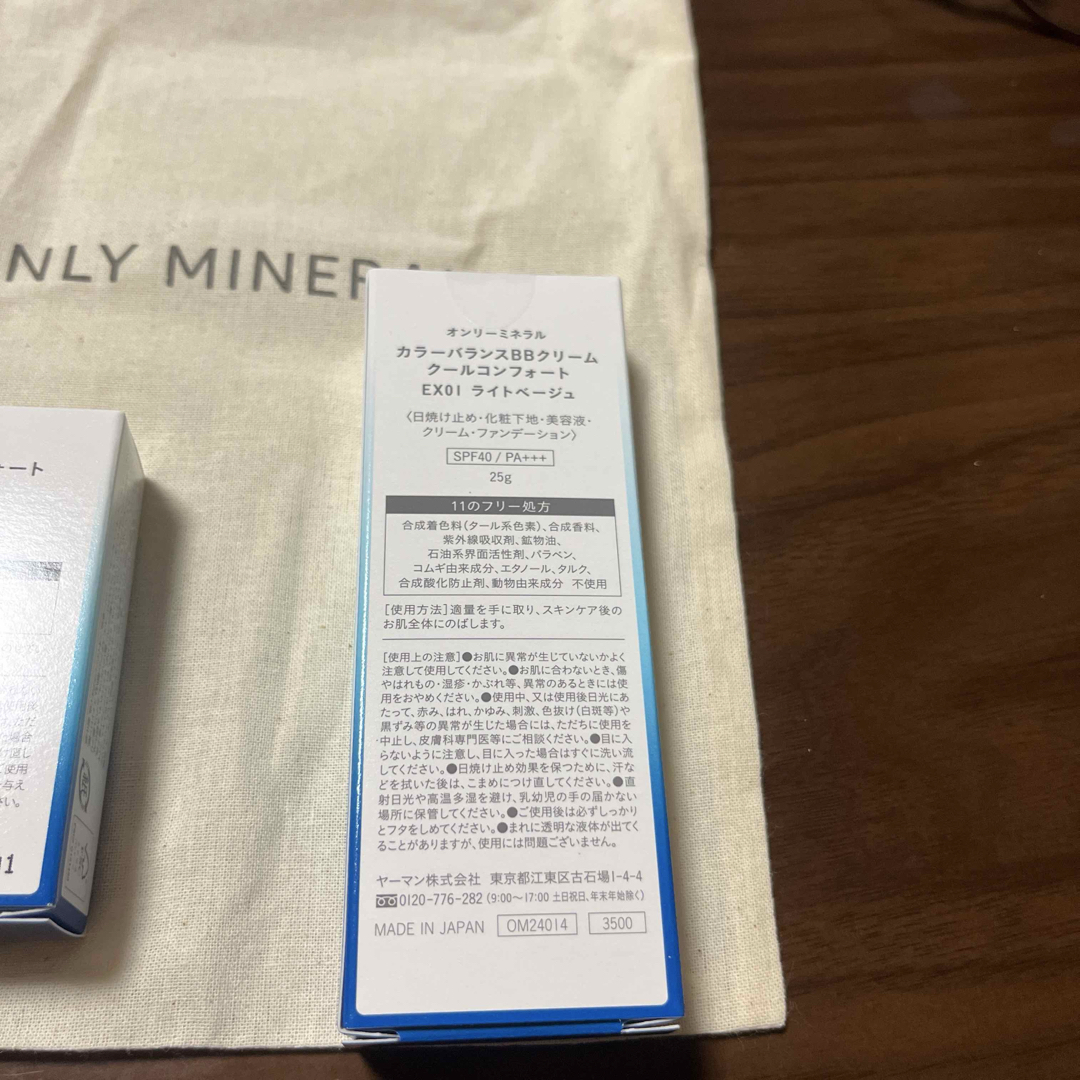 NLY MINERA
オンリーミネラル
カラーバランスBBクリーム
クールコンフォート
EX01 ライトベージュ
〈日焼け止め・化粧下地・美容液・
クリーム・ファンデーション〉
SPF40 / PA+++
25g
11のフリー処方
合成着色料(タール系色素)、合成香料、
紫外線吸収剤、鉱物油、
石油系界面活性剤、パラベン、
コムギ由来成分、エタノール、タルク、
合成酸化防止剤、動物由来成分 不使用
[使用方法]適量を手に取り、スキンケア後の
お肌全体にのばします。
[使用上の注意]●お肌に異常が生じていないかよく
注意して使用してください。●お肌に合わないとき、傷
やはれもの・湿疹・かぶれ等、異常のあるときには使
用をおやめください。●使用中、又は使用後日光にあ
たって、赤み、はれ、かゆみ、刺激、色抜け(白斑等)や
黒ずみ等の異常が生じた場合には、ただちに使用を
中止し、皮膚科専門医等にご相談ください。●目に入
らないように注意し、目に入った場合はすぐに洗い流
してください。●日焼け止め効果を保つために、汗な
どを拭いた後は、こまめにつけ直してください。●直
射日光や高温多湿を避け、乳幼児の手の届かない
場所に保管してください。●ご使用後は必ずしっかり
とフタをしめてください。●まれに透明な液体が出てく
ることがありますが、使用には問題ございません。
ヤーマン株式会社 東京都江東区古石場1-4-4
0120-776-282 (9:00〜17:00 土日祝日、年末年始除く)
MADE IN JAPAN OM24014 3500
ォート
使用後
ただ
場合
け直し
使用
与え
さい。
01